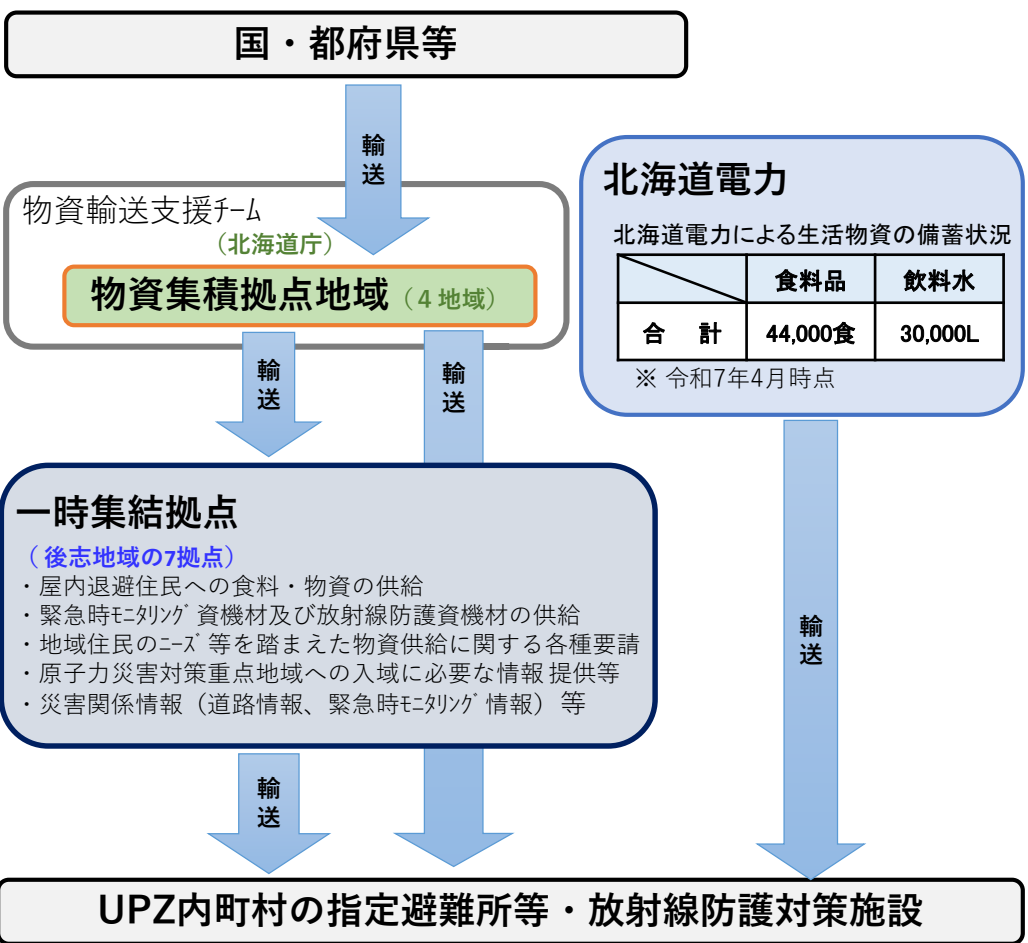 国・都府県等
輸送
物資輸送支援ﾁｰﾑ
（北海道庁）
物資集積拠点地域（4 地域）
輸送
輸送
北海道電力
北海道電力による生活物資の備蓄状況
食料品 飲料水
合　計 44,000食 30,000L
※ 令和7年4月時点
一時集結拠点
（後志地域の7拠点）
・屋内退避住民への食料・物資の供給
・緊急時ﾓﾆﾀﾘﾝｸﾞ資機材及び放射線防護資機材の供給
・地域住民のﾆｰｽﾞ等を踏まえた物資供給に関する各種要請
・原子力災害対策重点地域への入域に必要な情報提供等
・災害関係情報（道路情報、緊急時ﾓﾆﾀﾘﾝｸﾞ情報）等
輸送
輸送
UPZ内町村の指定避難所等・放射線防護対策施設